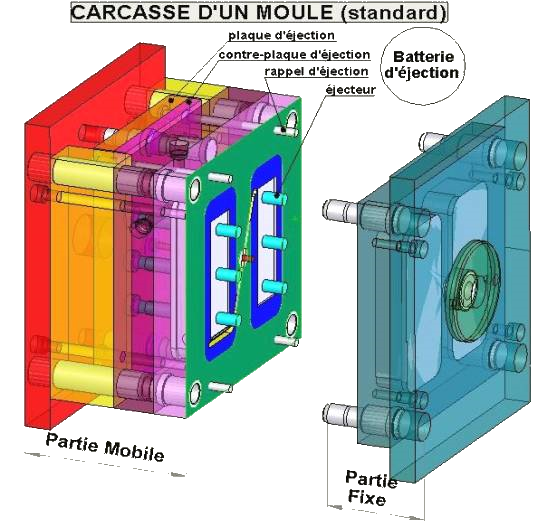 CARCASSE D'UN MOULE (standard)
plaque d'éjection
contre-plaque d'éjection
rappel d'éjection
éjecteur
Batterie
d'éjection
Partie Mobile
Partie
Fixe